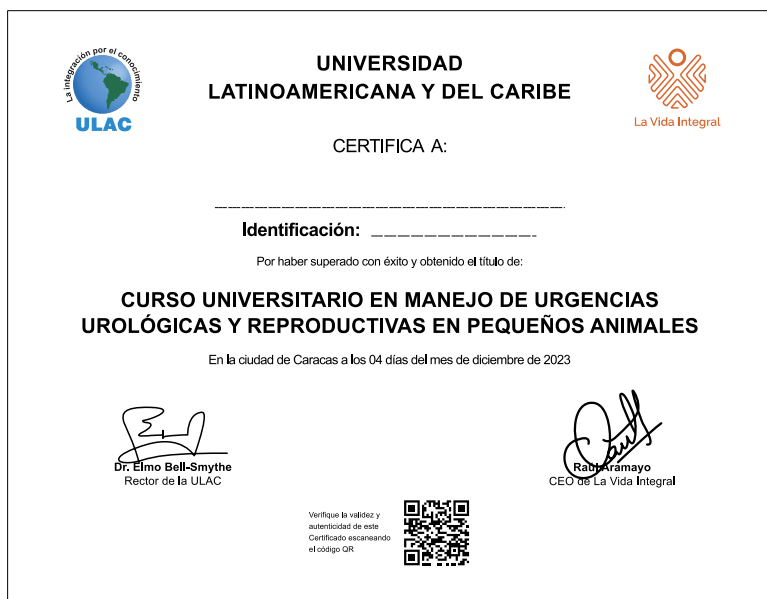 La integración por el conocimiento
ULAC
UNIVERSIDAD
LATINOAMERICANA Y DEL CARIBE
La Vida Integral
CERTIFICA A:
Identificación:
Por haber superado con éxito y obtenido el título de:
CURSO UNIVERSITARIO EN MANEJO DE URGENCIAS
UROLÓGICAS Y REPRODUCTIVAS EN PEQUEÑOS ANIMALES
En la ciudad de Caracas a los 04 días del mes de diciembre de 2023
Dr. Elmo Bell-Smythe
Rector de la ULAC
Raúl Aramayo
CEO de La Vida Integral
Verifique la validez y
autenticidad de este
Certificado escaneando
el código QR